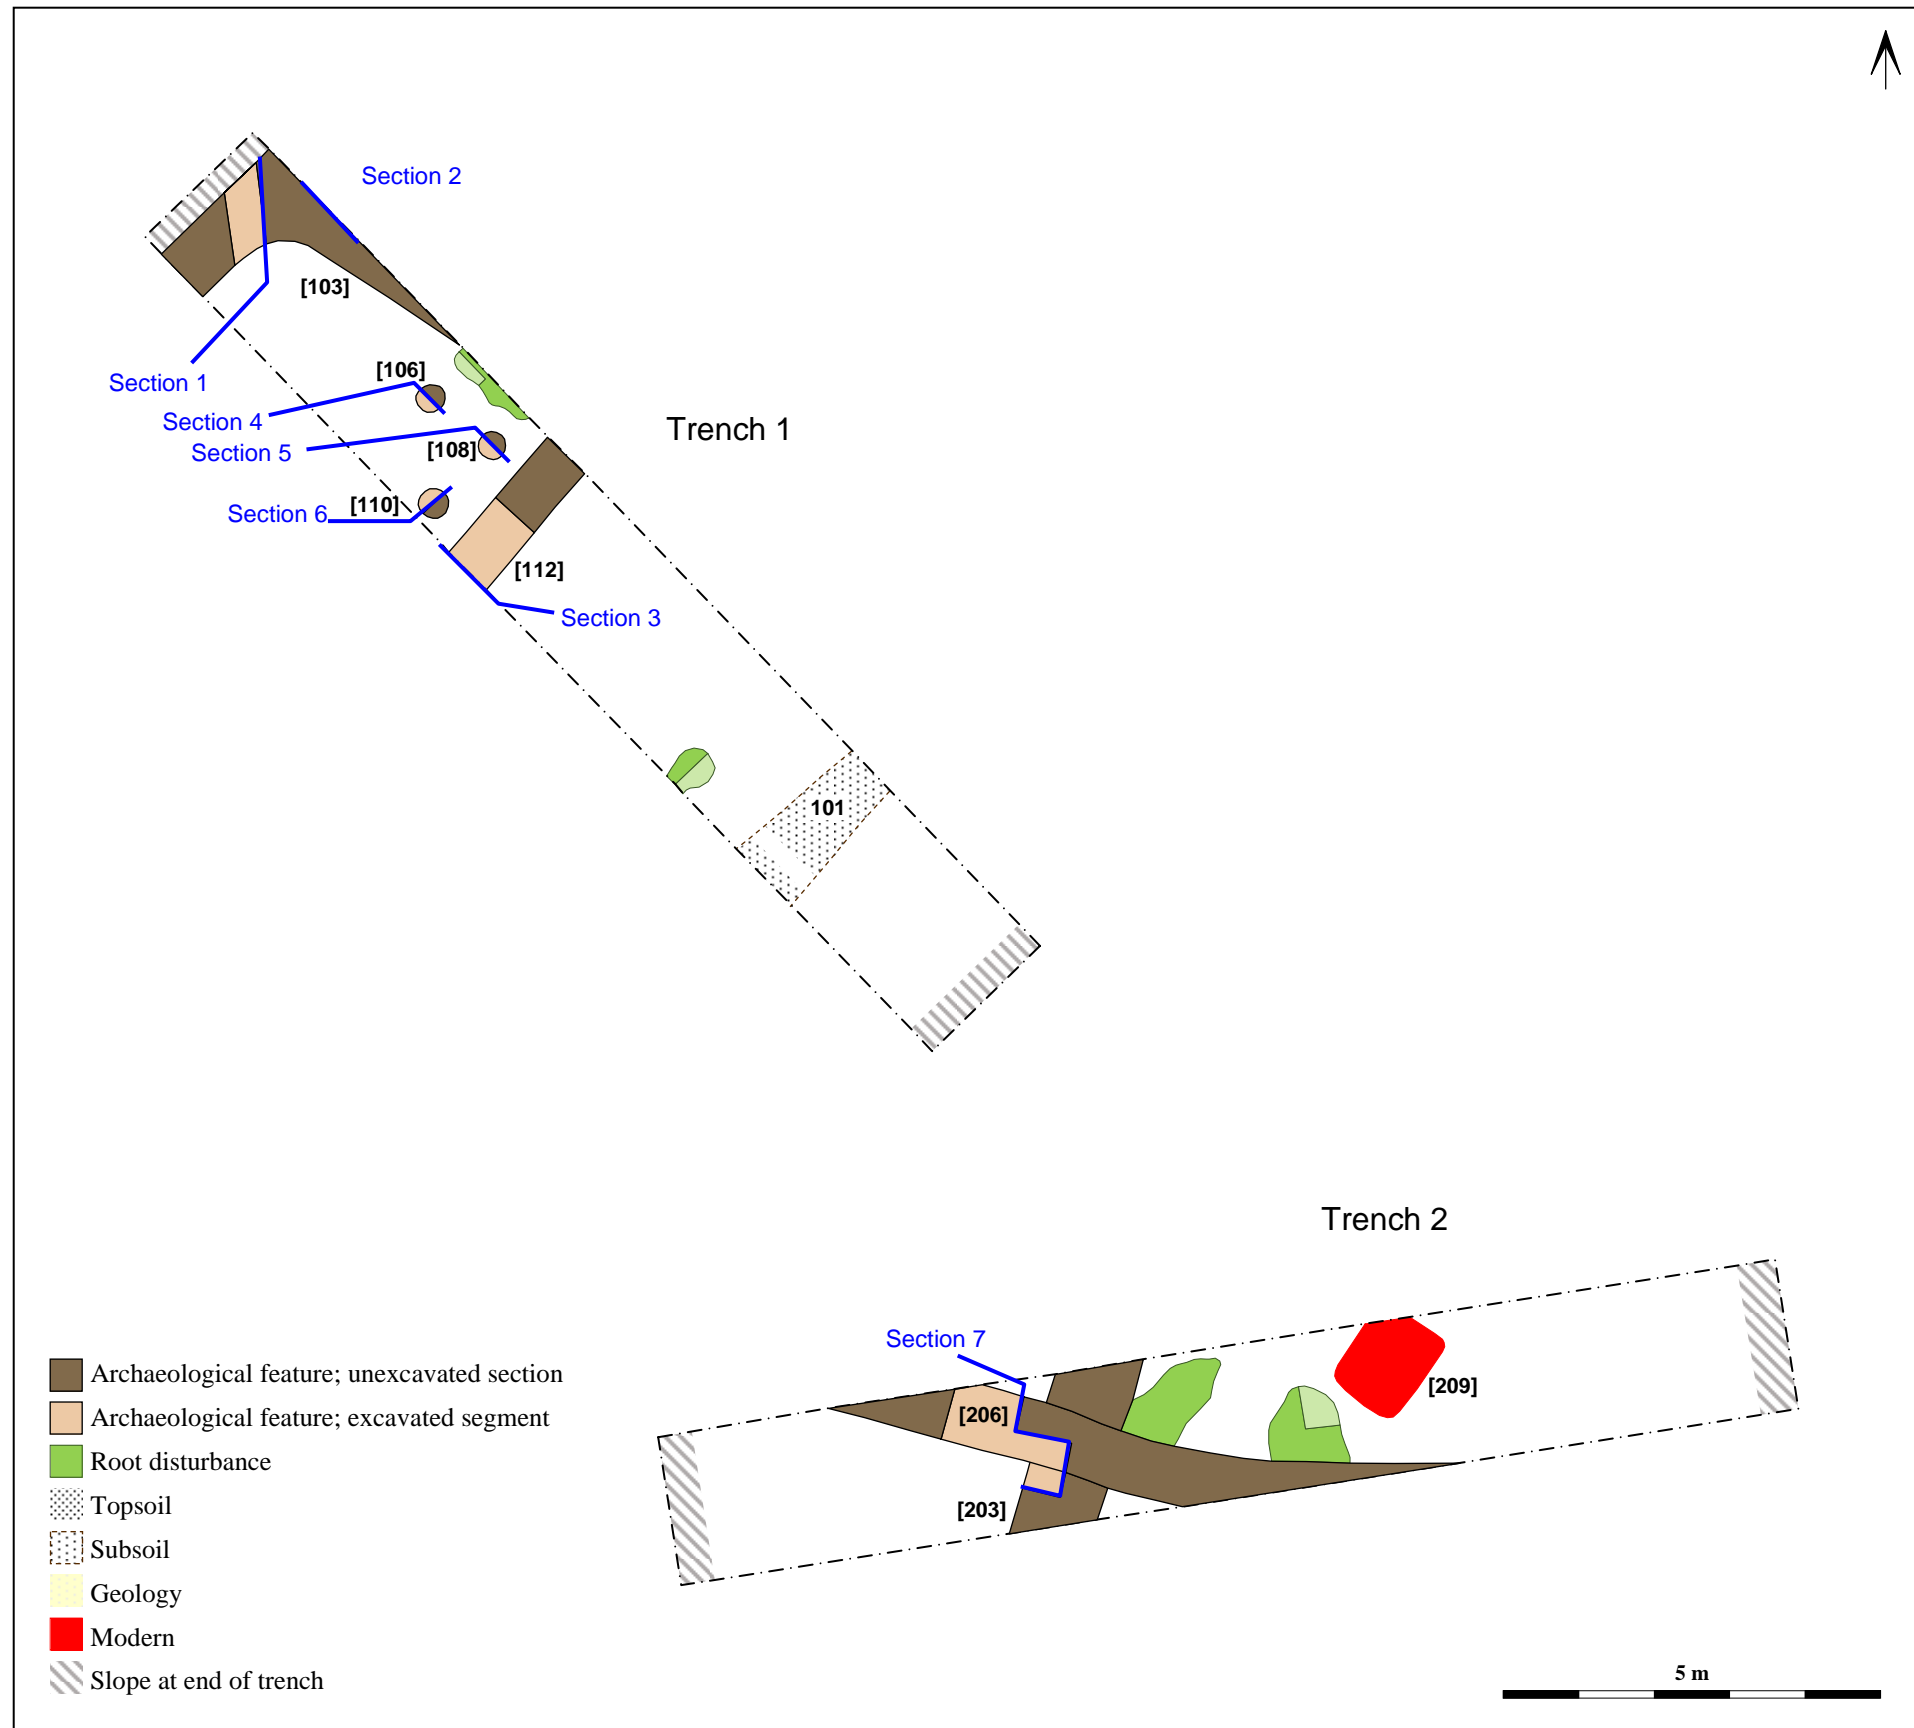 Section 2
[103]
[106]
Section 1
Section 4
Trench 1
[108]
Section 5
[110]
Section 6
[112]
Section 3
101
Trench 2
Section 7
[209]
[206]
[203]
Archaeological feature; unexcavated section
Archaeological feature; excavated segment
Root disturbance
Topsoil
Subsoil
Geology
Modern
Slope at end of trench
5 m